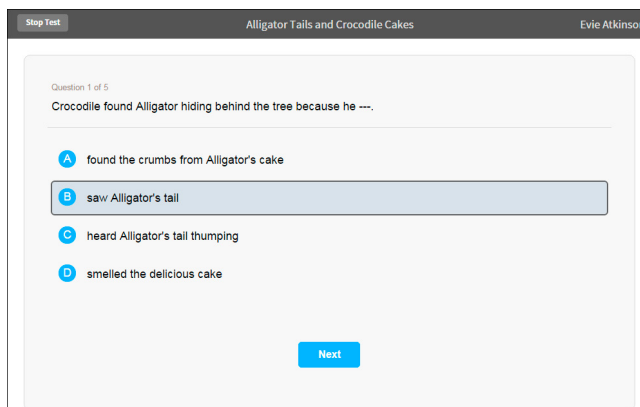 Stop Test
Alligator Tails and Crocodile Cakes
Evie Atkinson
Question 1 of 5
Crocodile found Alligator hiding behind the tree because he ---.
A found the crumbs from Alligator's cake
B saw Alligator's tail
C heard Alligator's tail thumping
D smelled the delicious cake
Next